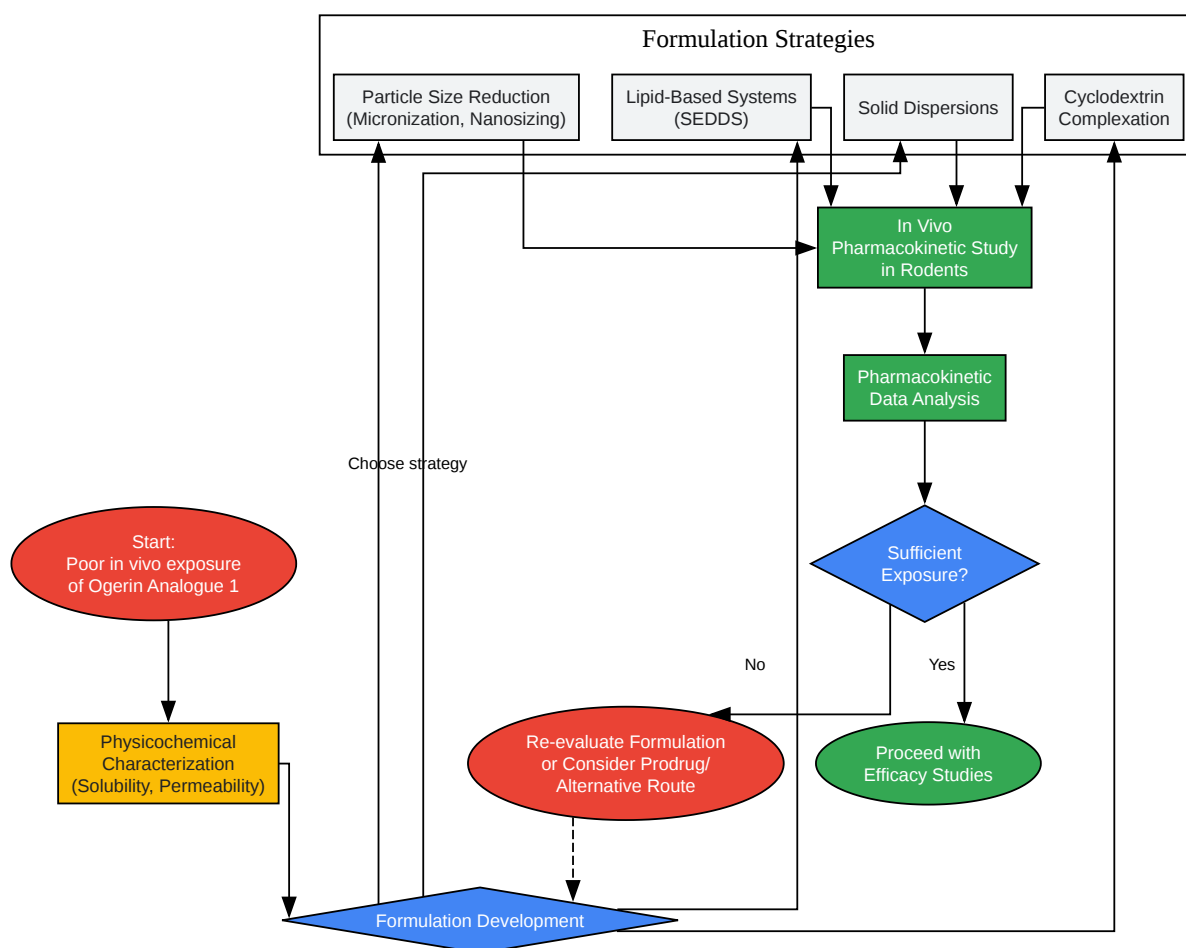 Formulation Strategies
Particle Size Reduction
(Micronization, Nanosizing)
Lipid-Based Systems
(SEDDS)
Solid Dispersions
Cyclodextrin
Complexation
In Vivo
Pharmacokinetic Study
in Rodents
Pharmacokinetic
Data Analysis
Choose strategy
Start:
Poor in vivo exposure
of Ogerin Analogue 1
Sufficient
Exposure?
No
Yes
Physicochemical
Characterization
(Solubility, Permeability)
Re-evaluate Formulation
or Consider Prodrug/
Alternative Route
Proceed with
Efficacy Studies
Formulation Development